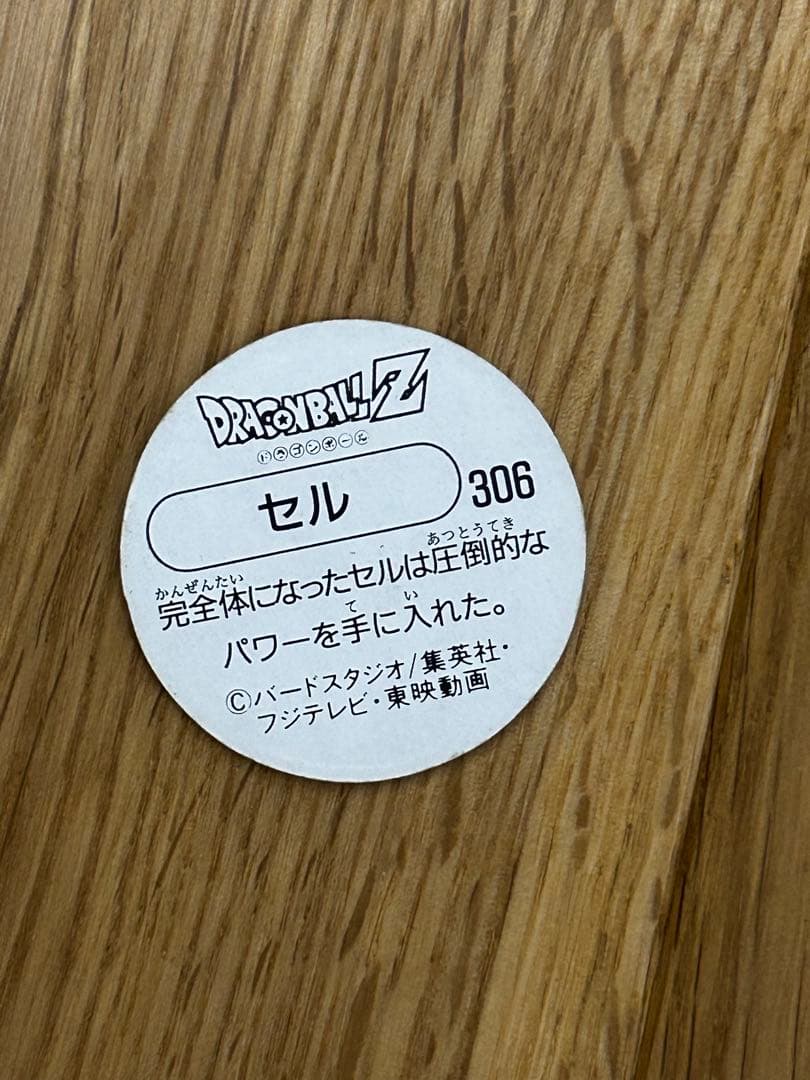 DRAGONBALL Z
ドラゴンボール
セル
306
かんぜんたい あっとうてき
完全体になったセルは圧倒的な
て い
パワーを手に入れた。
©バードスタジオ/集英社・
フジテレビ・東映動画